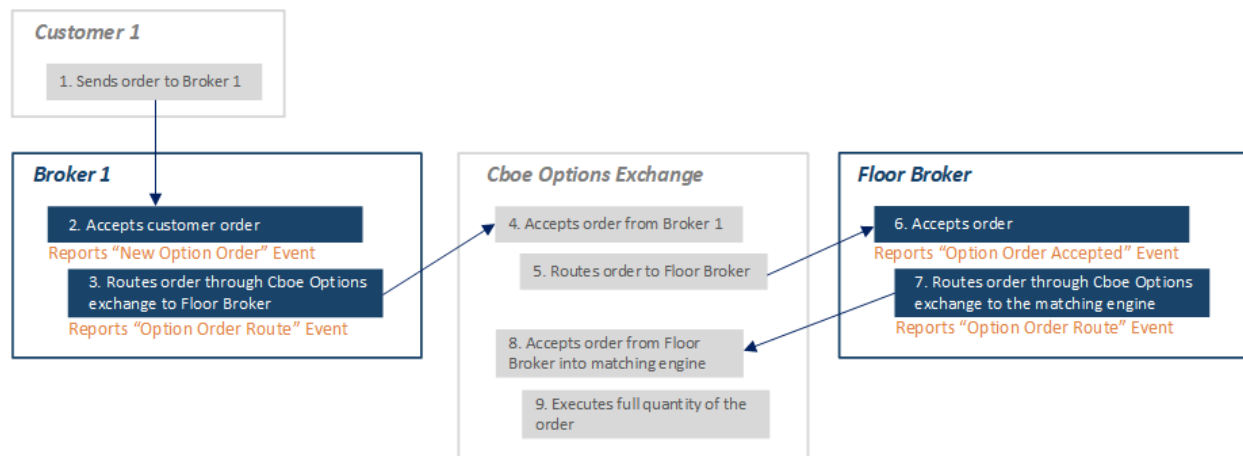 Customer 1
1. Sends order to Broker 1
Broker 1
2. Accepts customer order
Reports “New Option Order” Event
3. Routes order through Cboe Options
exchange to Floor Broker
Reports “Option Order Route” Event
Cboe Options Exchange
4. Accepts order from Broker 1
5. Routes order to Floor Broker
8. Accepts order from Floor
Broker into matching engine
9. Executes full quantity of the
order
Floor Broker
6. Accepts order
Reports “Option Order Accepted” Event
7. Routes order through Cboe Options
exchange to the matching engine
Reports “Option Order Route” Event